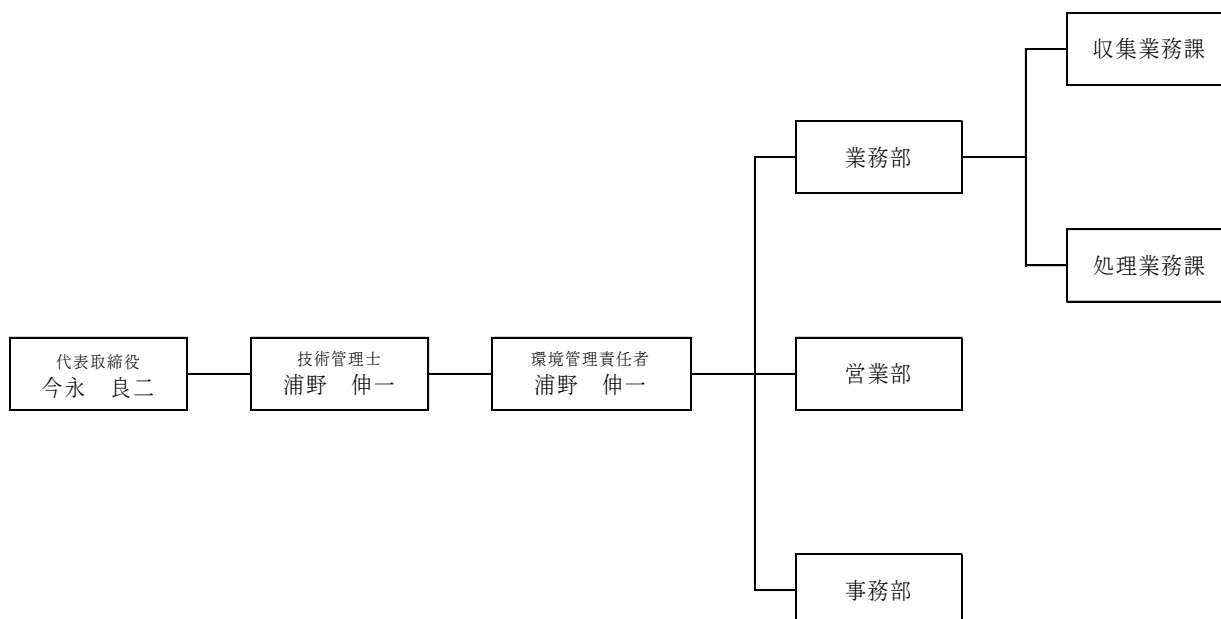 代表取締役
今永　良二
技術管理士
浦野　伸一
環境管理責任者
浦野　伸一
業務部
収集業務課
処理業務課
営業部
事務部